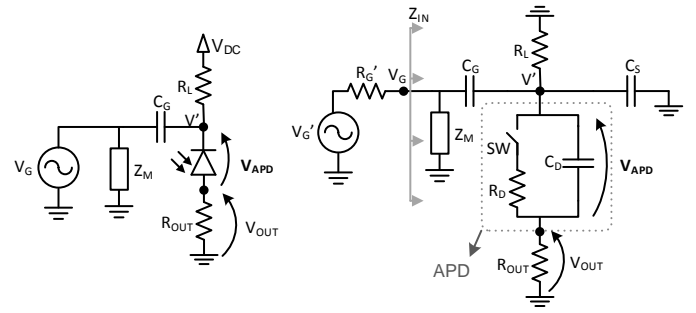 V_DC
R_L
C_G
V'
V_G
Z_M
V_APD
R_OUT
V_OUT
Z_IN
R_G'
V_G
C_G
R_L
V'
C_S
V_G'
Z_M
SW
C_D
R_D
V_APD
APD
R_OUT
V_OUT